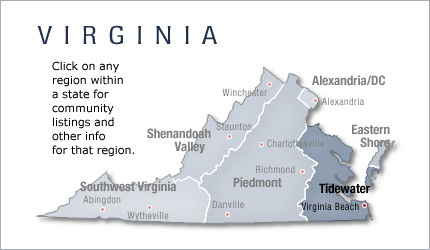 VIRGINIA
Click on any
region within
a state for
community
listings and
other info
for that region.
Winchester
Alexandria/DC
Alexandria
Shenandoah
Valley
Staunton
Charlottesville
Eastern
Shore
Richmond
Southwest Virginia
Piedmont
Tidewater
Abingdon
Wytheville
Danville
Virginia Beach